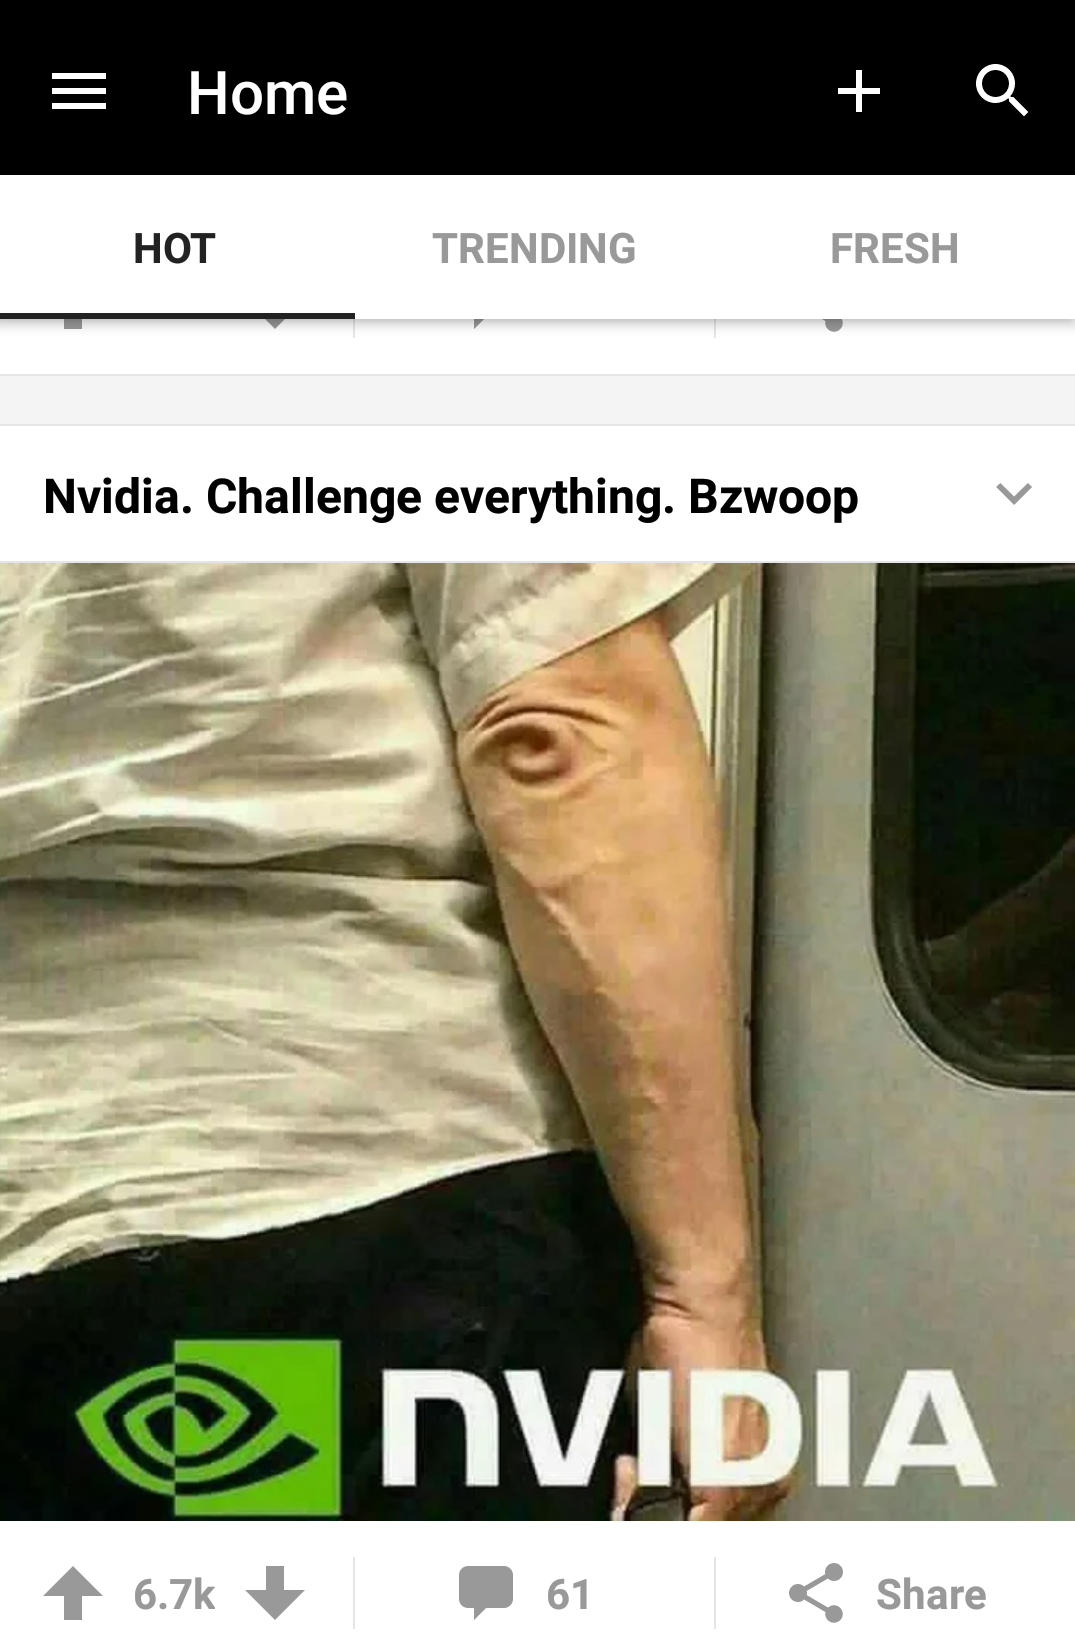 Home
HOT
TRENDING
FRESH
Nvidia. Challenge everything. Bzwoop
NVIDIA
6.7k
61
Share